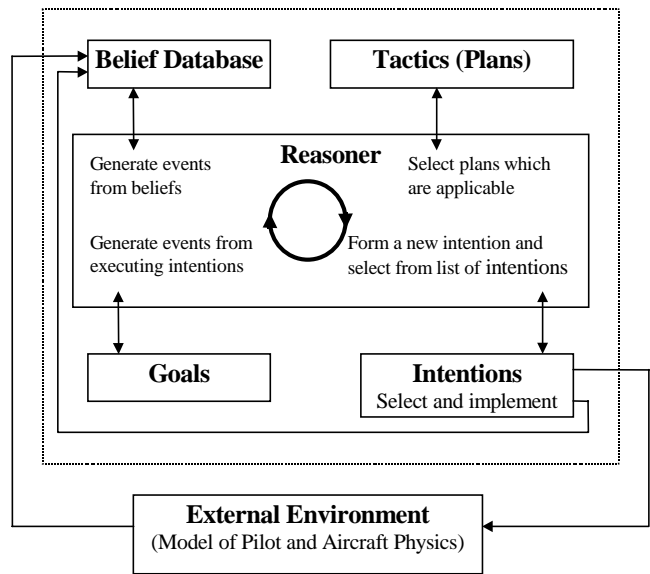 Belief Database
Tactics (Plans)
Reasoner
Generate events
from beliefs
Select plans which
are applicable
Generate events from
executing intentions
Form a new intention and
select from list of intentions
Goals
Intentions
Select and implement
External Environment
(Model of Pilot and Aircraft Physics)